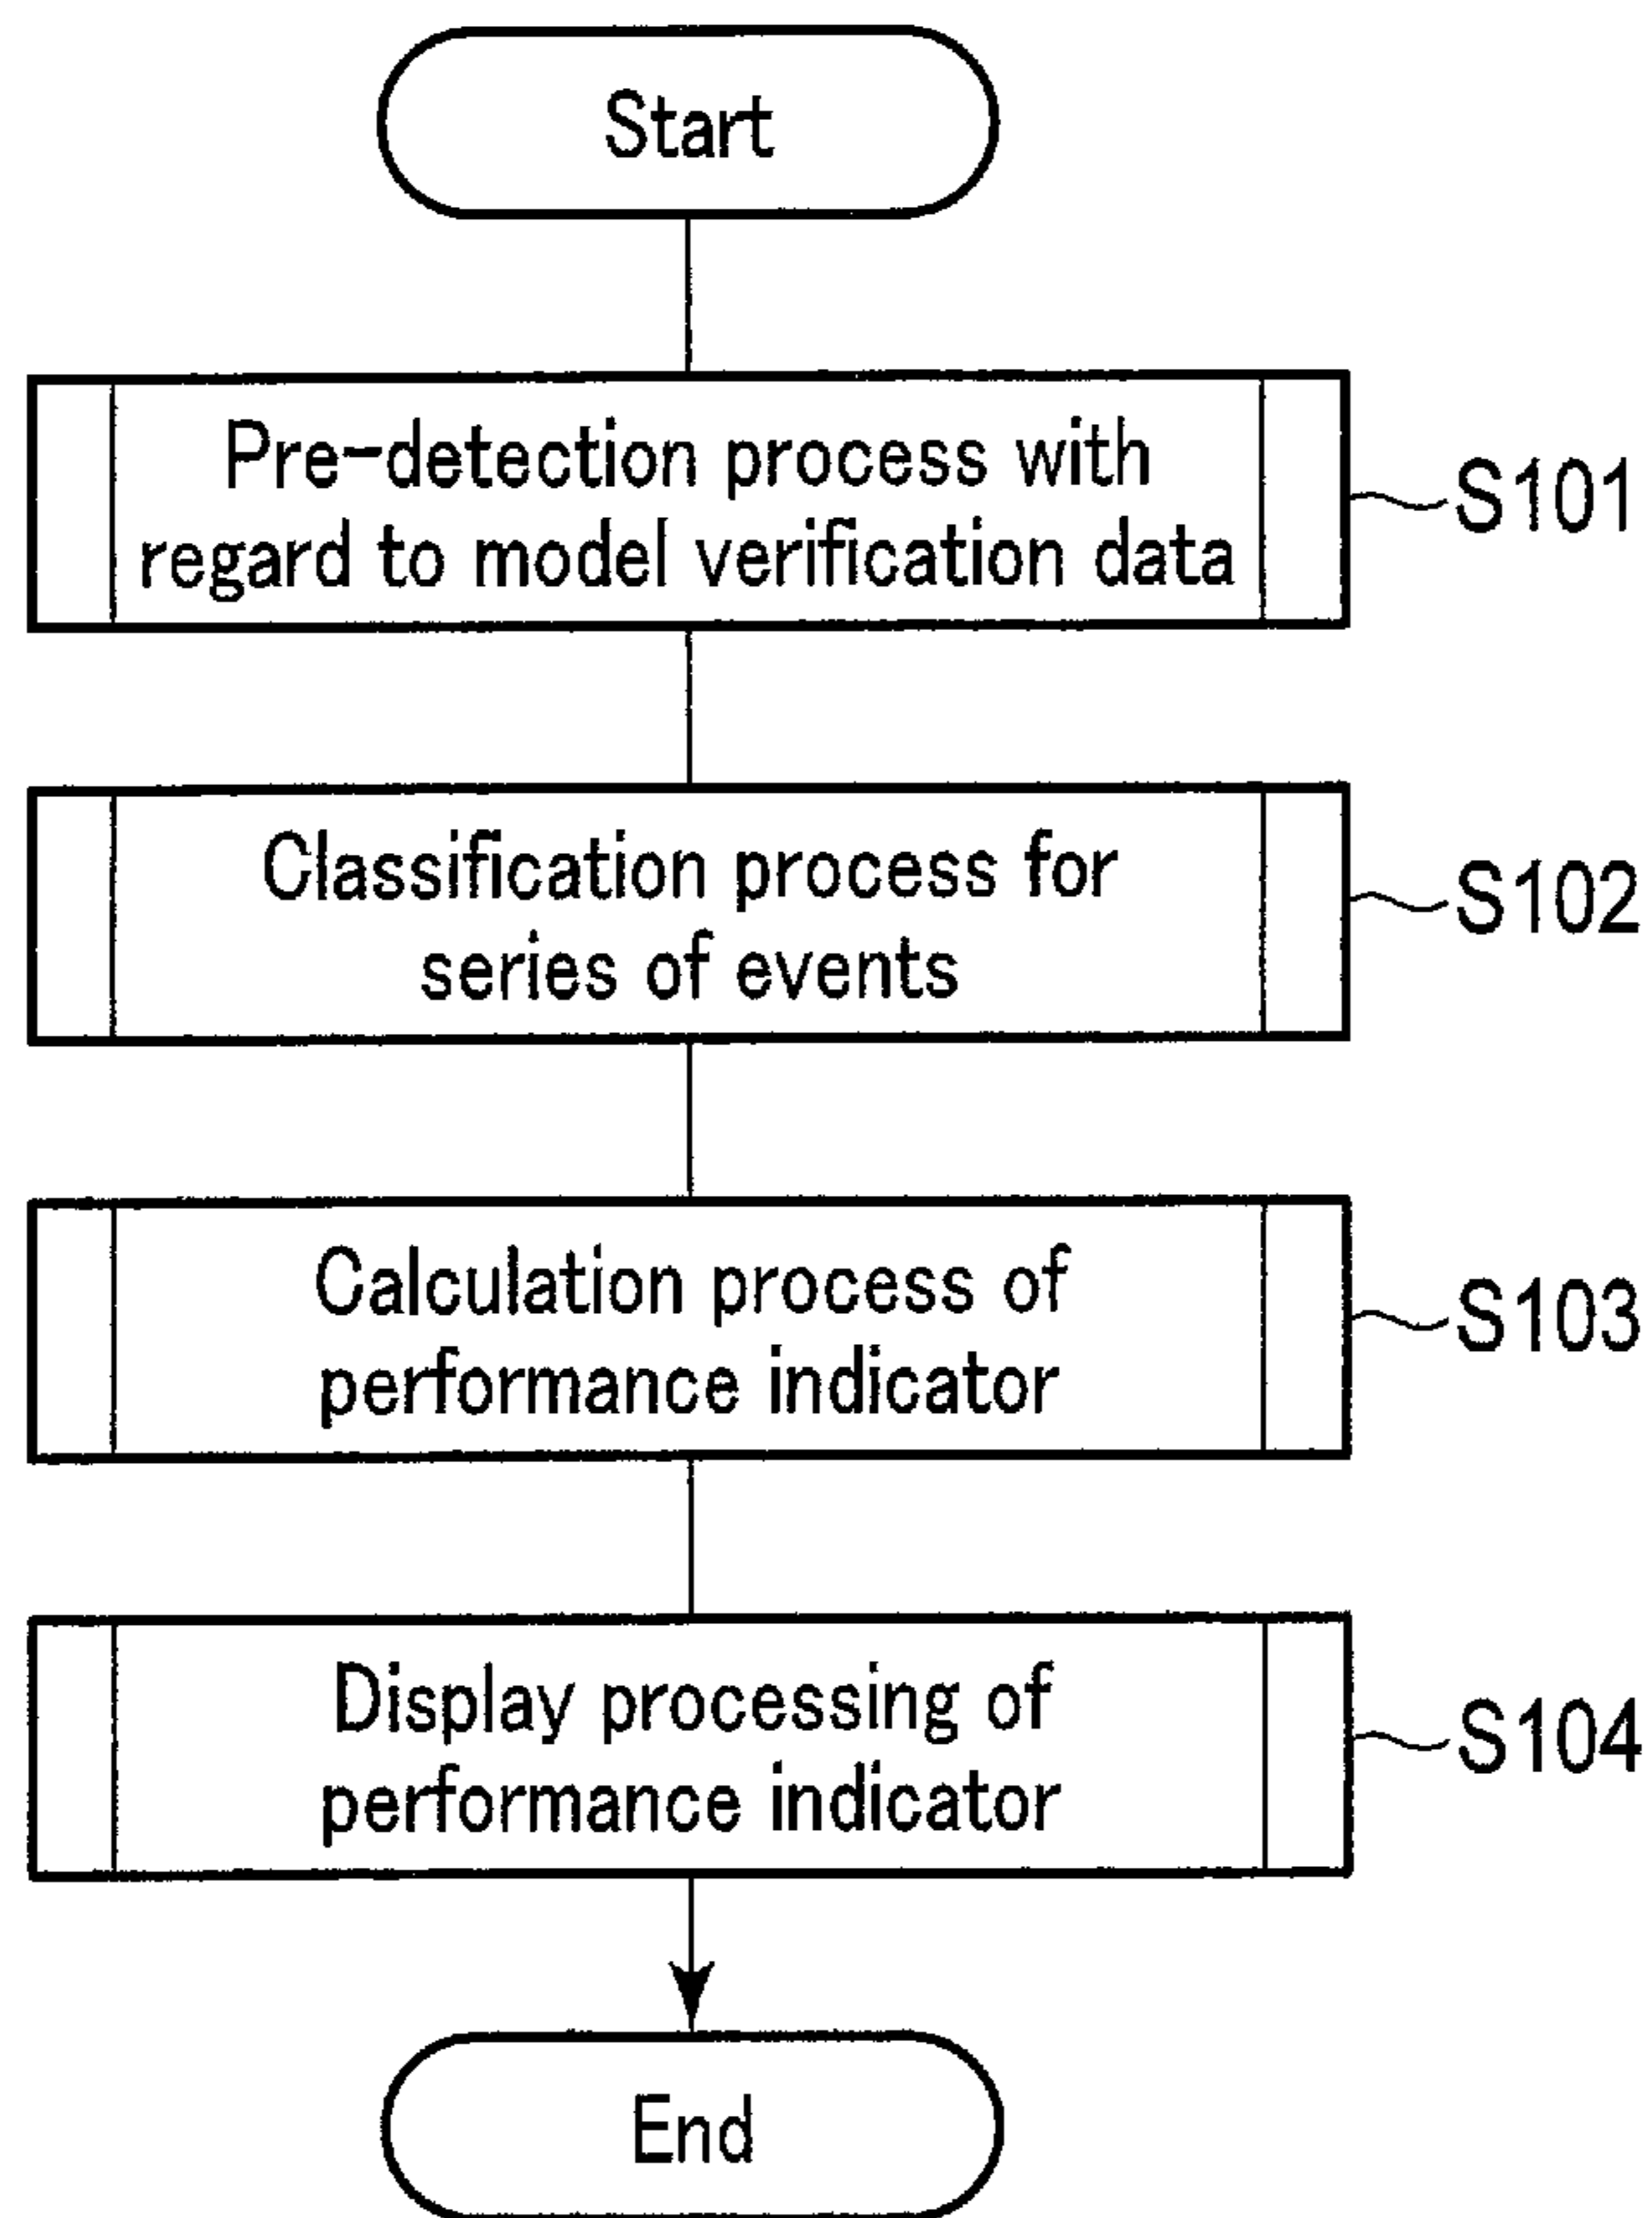 Start
Pre-detection process with
regard to model verification data
S101
Classification process for
series of events
S102
Calculation process of
performance indicator
S103
Display processing of
performance indicator
S104
End